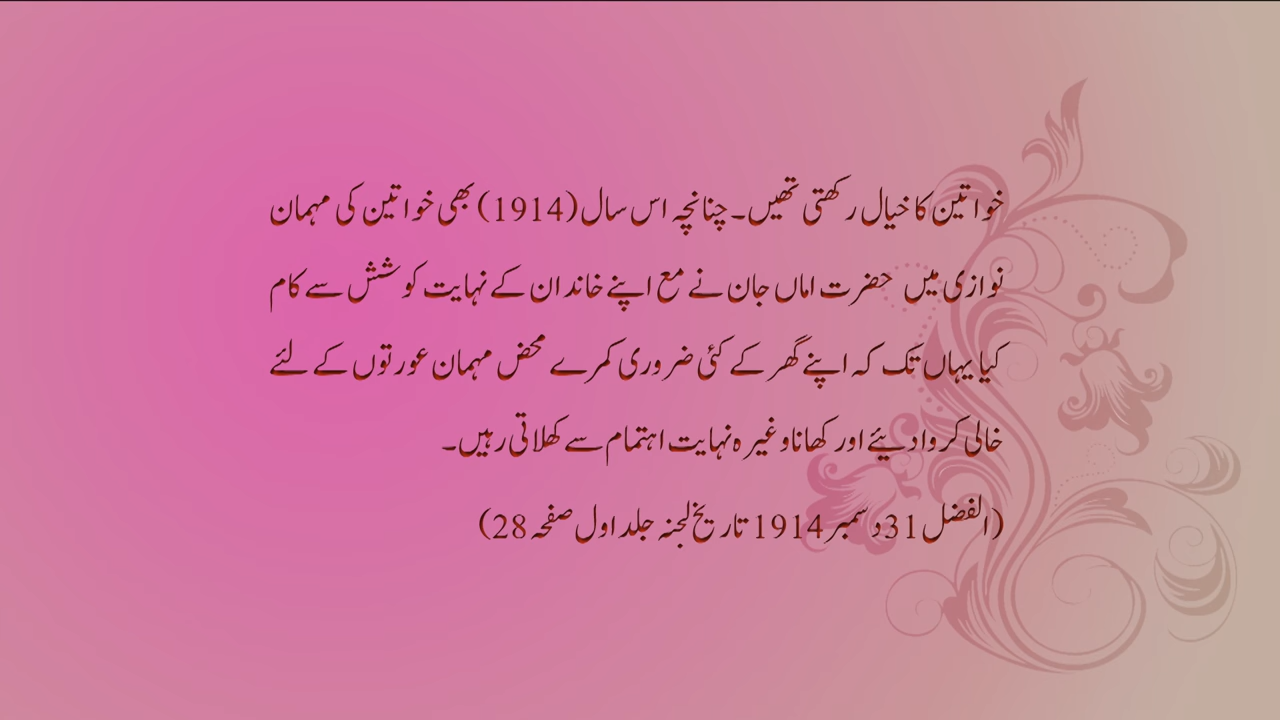 خواتین کا خیال رکھتی تھیں۔ چنانچہ اس سال (1914) بھی خواتین کی مہمان
نوازی میں حضرت اماں جان نے مع اپنے خاندان کے نہایت کوشش سے کام
کیا یہاں تک کہ اپنے گھر کے کئی ضروری کمرے محض مہمان عورتوں کے لئے
خالی کروا دیئے اور کھانا وغیرہ نہایت اہتمام سے کھلاتی رہیں۔
(الفضل 31 دسمبر 1914 تاریخ لجنہ جلد اول صفحہ 28)